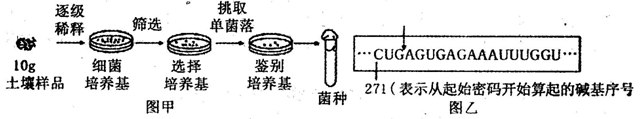 逐级
稀释
筛选
挑取
单菌落
10g
土壤样品
细菌
培养基
选择
培养基
鉴别
培养基
菌种
图甲
…CUGAGUGAGAAAUUUGGU…
271(表示从起始密码开始算起的碱基序号
图乙